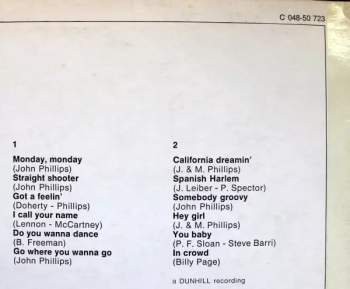 C 048-50 723
1
Monday, monday
(John Phillips)
Straight shooter
(John Phillips)
Got a feelin'
(Doherty - Phillips)
I call your name
(Lennon - McCartney)
Do you wanna dance
(B. Freeman)
Go where you wanna go
(John Phillips)
2
California dreamin'
(J. & M. Phillips)
Spanish Harlem
(J. Leiber - P. Spector)
Somebody groovy
(John Phillips)
Hey girl
(J. & M. Phillips)
You baby
(P. F. Sloan - Steve Barri)
In crowd
(Billy Page)
a DUNHILL recording